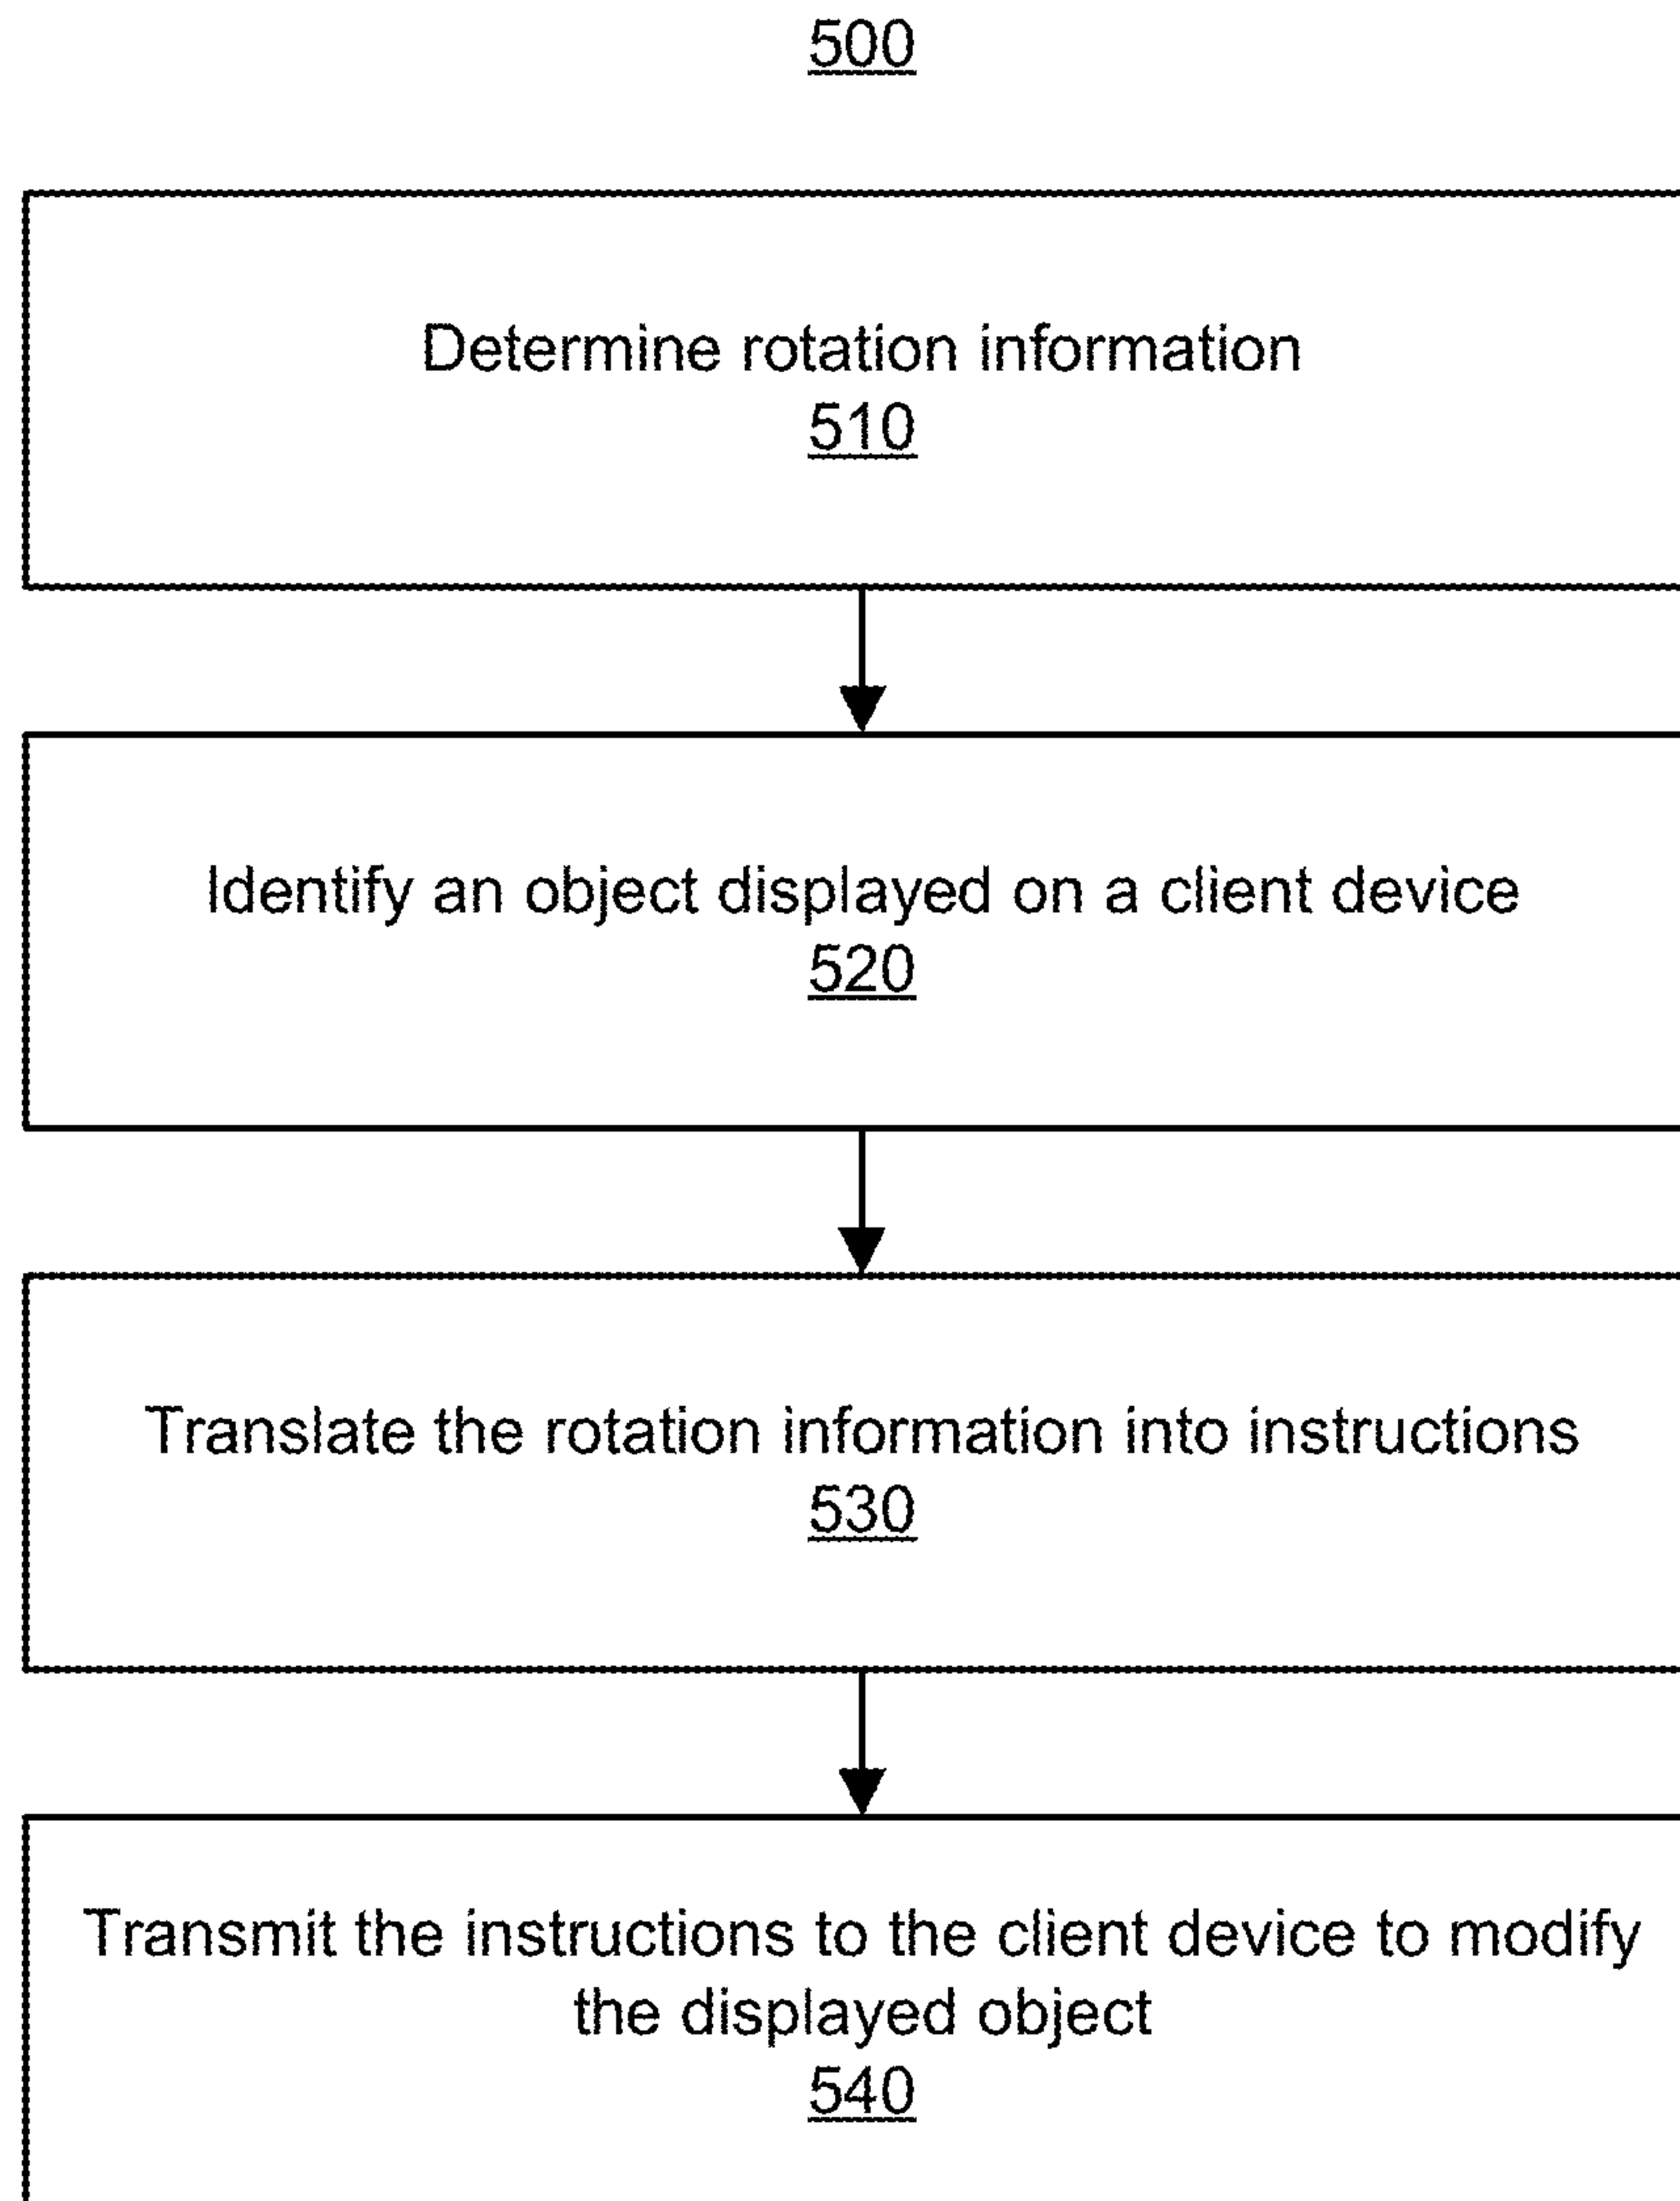 500
Determine rotation information
510
Identify an object displayed on a client device
520
Translate the rotation information into instructions
530
Transmit the instructions to the client device to modify
the displayed object
540